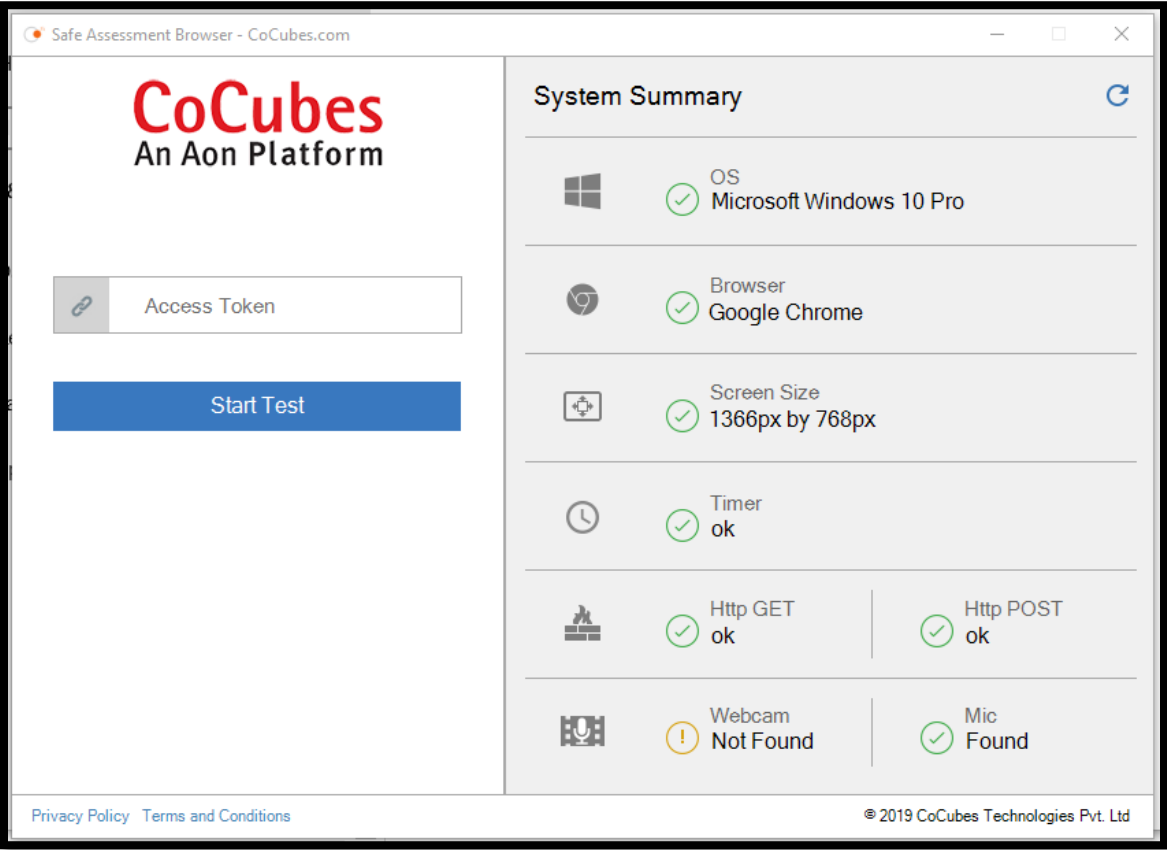 Safe Assessment Browser - CoCubes.com
CoCubes
An Aon Platform
Access Token
Start Test
System Summary
OS
Microsoft Windows 10 Pro
Browser
Google Chrome
Screen Size
1366px by 768px
Timer
ok
Http GET
ok
Http POST
ok
Webcam
Not Found
Mic
Found
Privacy Policy Terms and Conditions
© 2019 CoCubes Technologies Pvt. Ltd